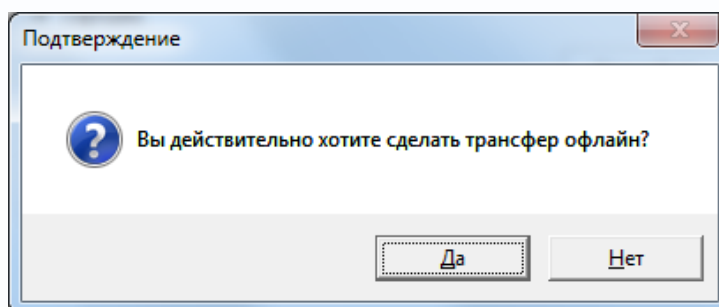 Подтверждение
Вы действительно хотите сделать трансфер офлайн?
Да
Нет